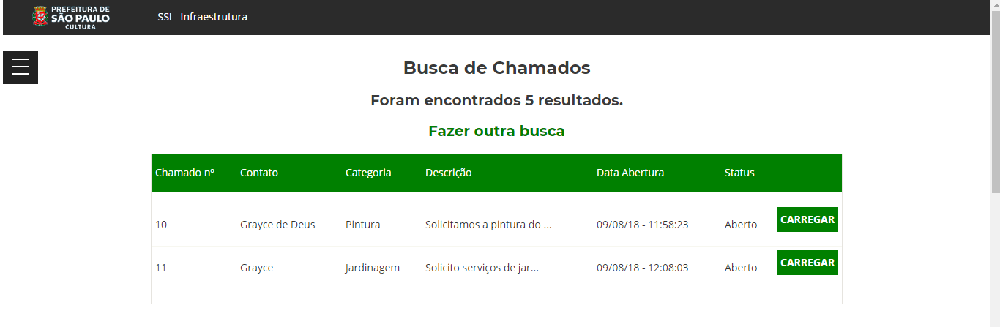 PREFEITURA DE
SÃO PAULO
CULTURA
SSI - Infraestrutura
Busca de Chamados
Foram encontrados 5 resultados.
Fazer outra busca
Chamado nº Contato Categoria Descrição Data Abertura Status
10 Grayce de Deus Pintura Solicitamos a pintura do ... 09/08/18 - 11:58:23 Aberto CARREGAR
11 Grayce Jardinagem Solicito serviços de jar... 09/08/18 - 12:08:03 Aberto CARREGAR